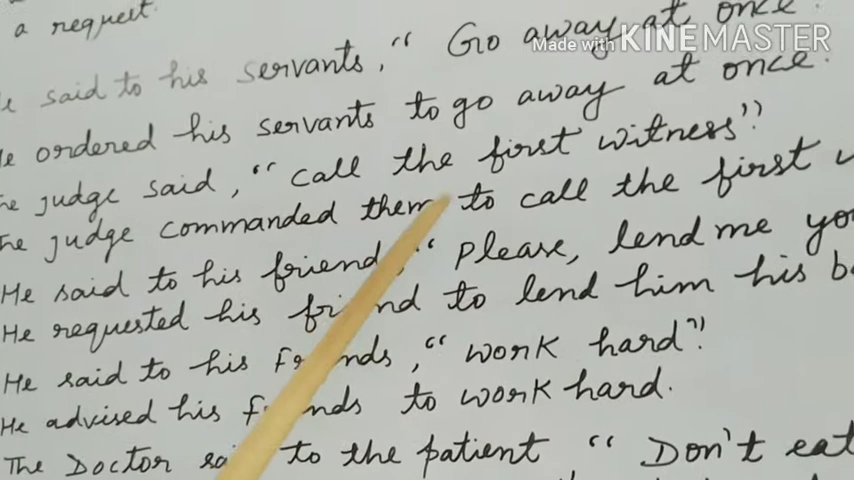 a request.
said to his servants, " Go away at once.
Made with KINEMASTER
ordered his servants to go away at once.
judge said, " call the first witness"?
judge commanded them to call the first
He said to his friend, " please, lend me
He requested his friend to lend him his
He said to his friends, " work hard"?
He advised his friends to work hard.
The Doctor said to the patient " Don't eat